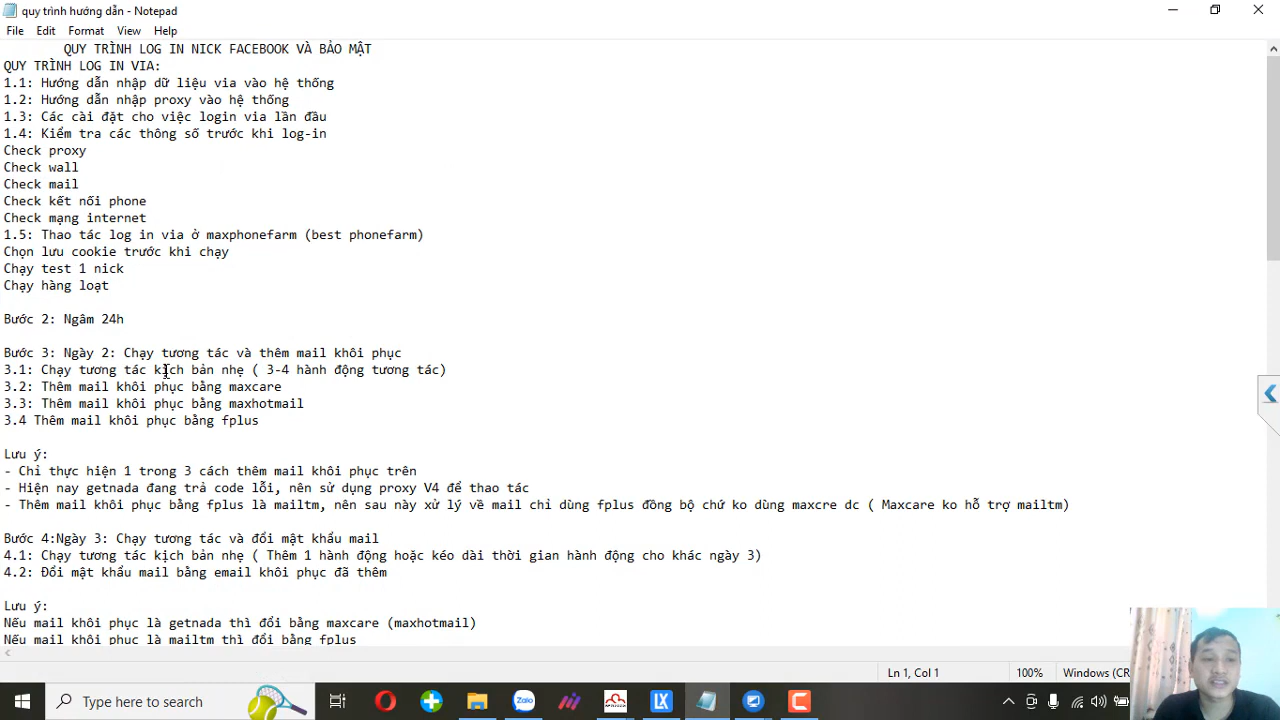 quy trình hướng dẫn - Notepad
File Edit Format View Help
QUY TRÌNH LOG IN NICK FACEBOOK VÀ BẢO MẬT
QUY TRÌNH LOG IN VIA:
1.1: Hướng dẫn nhập dữ liệu via vào hệ thống
1.2: Hướng dẫn nhập proxy vào hệ thống
1.3: Các cài đặt cho việc login via lần đầu
1.4: Kiểm tra các thông số trước khi log-in
Check proxy
Check wall
Check mail
Check kết nối phone
Check mạng internet
1.5: Thao tác log in via ở maxphonefarm (best phonefarm)
Chọn lưu cookie trước khi chạy
Chạy test 1 nick
Chạy hàng loạt
Bước 2: Ngâm 24h
Bước 3: Ngày 2: Chạy tương tác và thêm mail khôi phục
3.1: Chạy tương tác kịch bản nhẹ ( 3-4 hành động tương tác)
3.2: Thêm mail khôi phục bằng maxcare
3.3: Thêm mail khôi phục bằng maxhotmail
3.4 Thêm mail khôi phục bằng fplus
Lưu ý:
- Chỉ thực hiện 1 trong 3 cách thêm mail khôi phục trên
- Hiện nay getnada đang trả code lỗi, nên sử dụng proxy V4 để thao tác
- Thêm mail khôi phục bằng fplus là mailtm, nên sau này xử lý về mail chỉ dùng fplus đồng bộ chứ ko dùng maxcre dc ( Maxcare ko hỗ trợ mailtm)
Bước 4:Ngày 3: Chạy tương tác và đổi mật khẩu mail
4.1: Chạy tương tác kịch bản nhẹ ( Thêm 1 hành động hoặc kéo dài thời gian hành động cho khác ngày 3)
4.2: Đổi mật khẩu mail bằng email khôi phục đã thêm
Lưu ý:
Nếu mail khôi phục là getnada thì đổi bằng maxcare (maxhotmail)
Nếu mail khôi phục là mailtm thì đổi bằng fplus
Ln 1, Col 1 100% Windows (CR
Type here to search
Zalo
LX